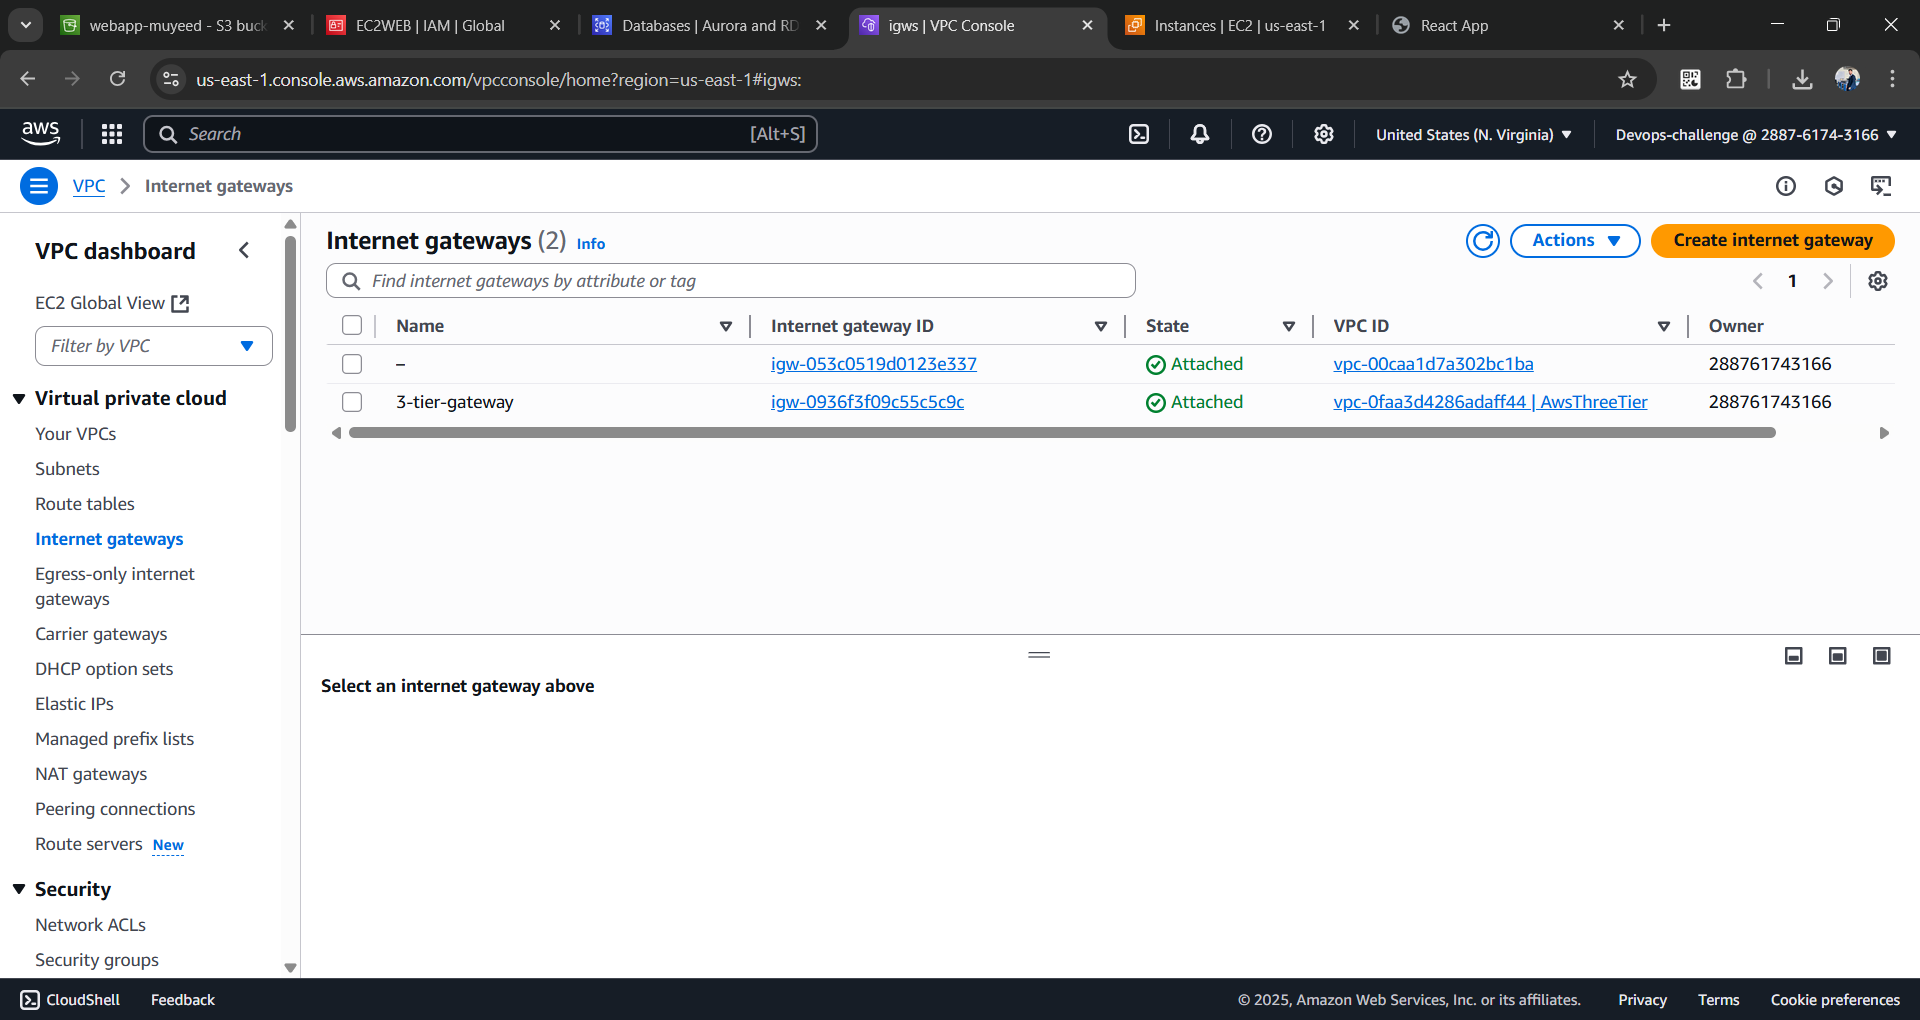 webapp-muyeed - S3 buck
EC2WEB | IAM | Global
Databases | Aurora and RD
igws | VPC Console
Instances | EC2 | us-east-1
React App
us-east-1.console.aws.amazon.com/vpcconsole/home?region=us-east-1#igws:
aws
Search
[Alt+S]
United States (N. Virginia)
Devops-challenge @ 2887-6174-3166
VPC
Internet gateways
VPC dashboard
EC2 Global View
Filter by VPC
Virtual private cloud
Your VPCs
Subnets
Route tables
Internet gateways
Egress-only internet
gateways
Carrier gateways
DHCP option sets
Elastic IPs
Managed prefix lists
NAT gateways
Peering connections
Route servers New
Security
Network ACLs
Security groups
Internet gateways (2) Info
Actions
Create internet gateway
Find internet gateways by attribute or tag
1
Name Internet gateway ID State VPC ID Owner
– igw-053c0519d0123e337 Attached vpc-00caa1d7a302bc1ba 288761743166
3-tier-gateway igw-0936f3f09c55c5c9c Attached vpc-0faa3d4286adaff44 | AwsThreeTier 288761743166
Select an internet gateway above
CloudShell
Feedback
© 2025, Amazon Web Services, Inc. or its affiliates.
Privacy
Terms
Cookie preferences